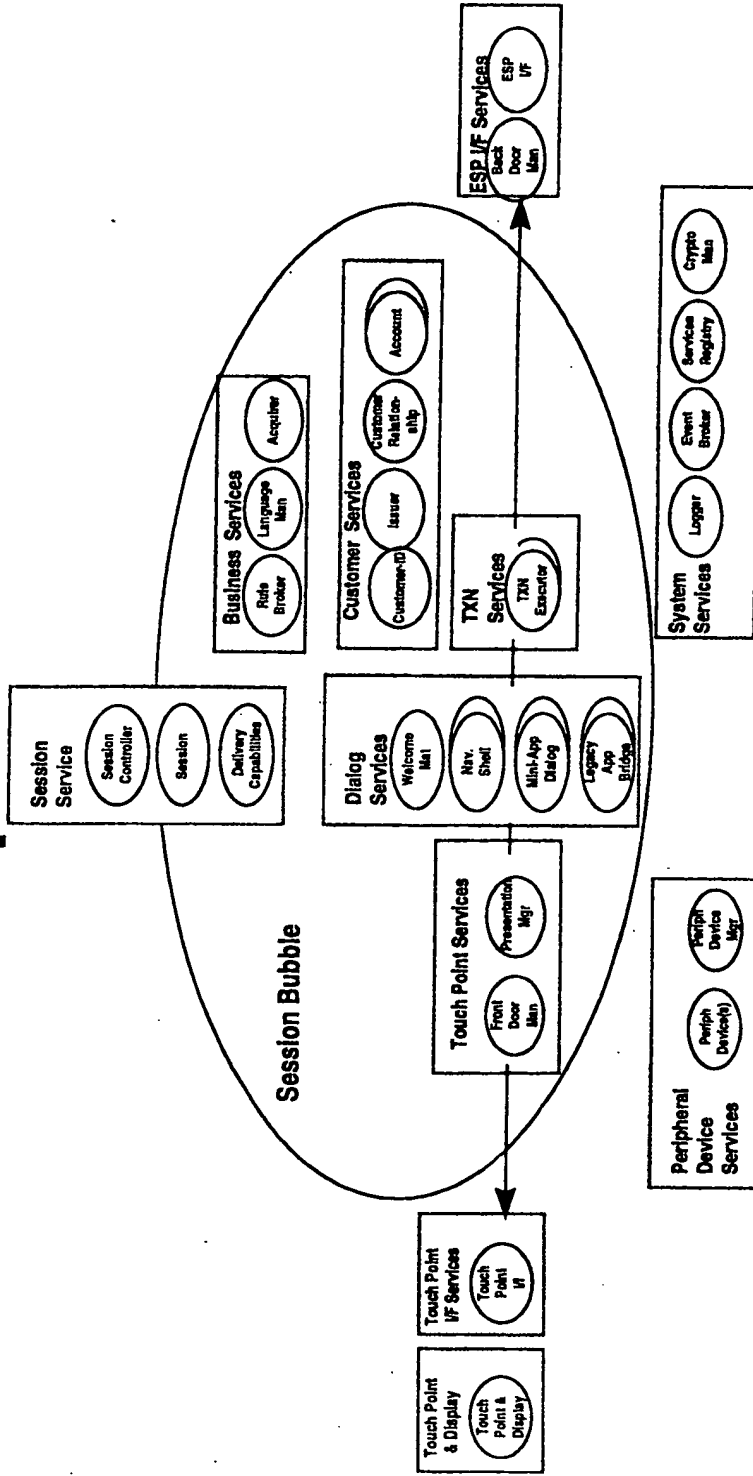 Session
Service
Session
Controller
Session
Delivery
Capabilities
Session Bubble
Business Services
Rule
Broker
Language
Man
Acquirer
Customer Services
Customer-ID
Issuer
Customer
Relation-
ship
Account
Touch Point
& Display
Touch
Point &
Display
Touch Point
I/F Services
Touch
Point
I/f
Touch Point Services
Front
Door
Man
Presentation
Mgr
Dialog
Services
Welcome
Mat
Nav.
Shell
Mini-App
Dialog
Legacy
App
Bridge
TXN
Services
TXN
Executor
ESP I/F Services
Back
Door
Man
ESP
I/F
Peripheral
Device
Services
Periph
Device(s)
Periph
Device
Mgr
System
Services
Logger
Event
Broker
Services
Registry
Crypto
Man